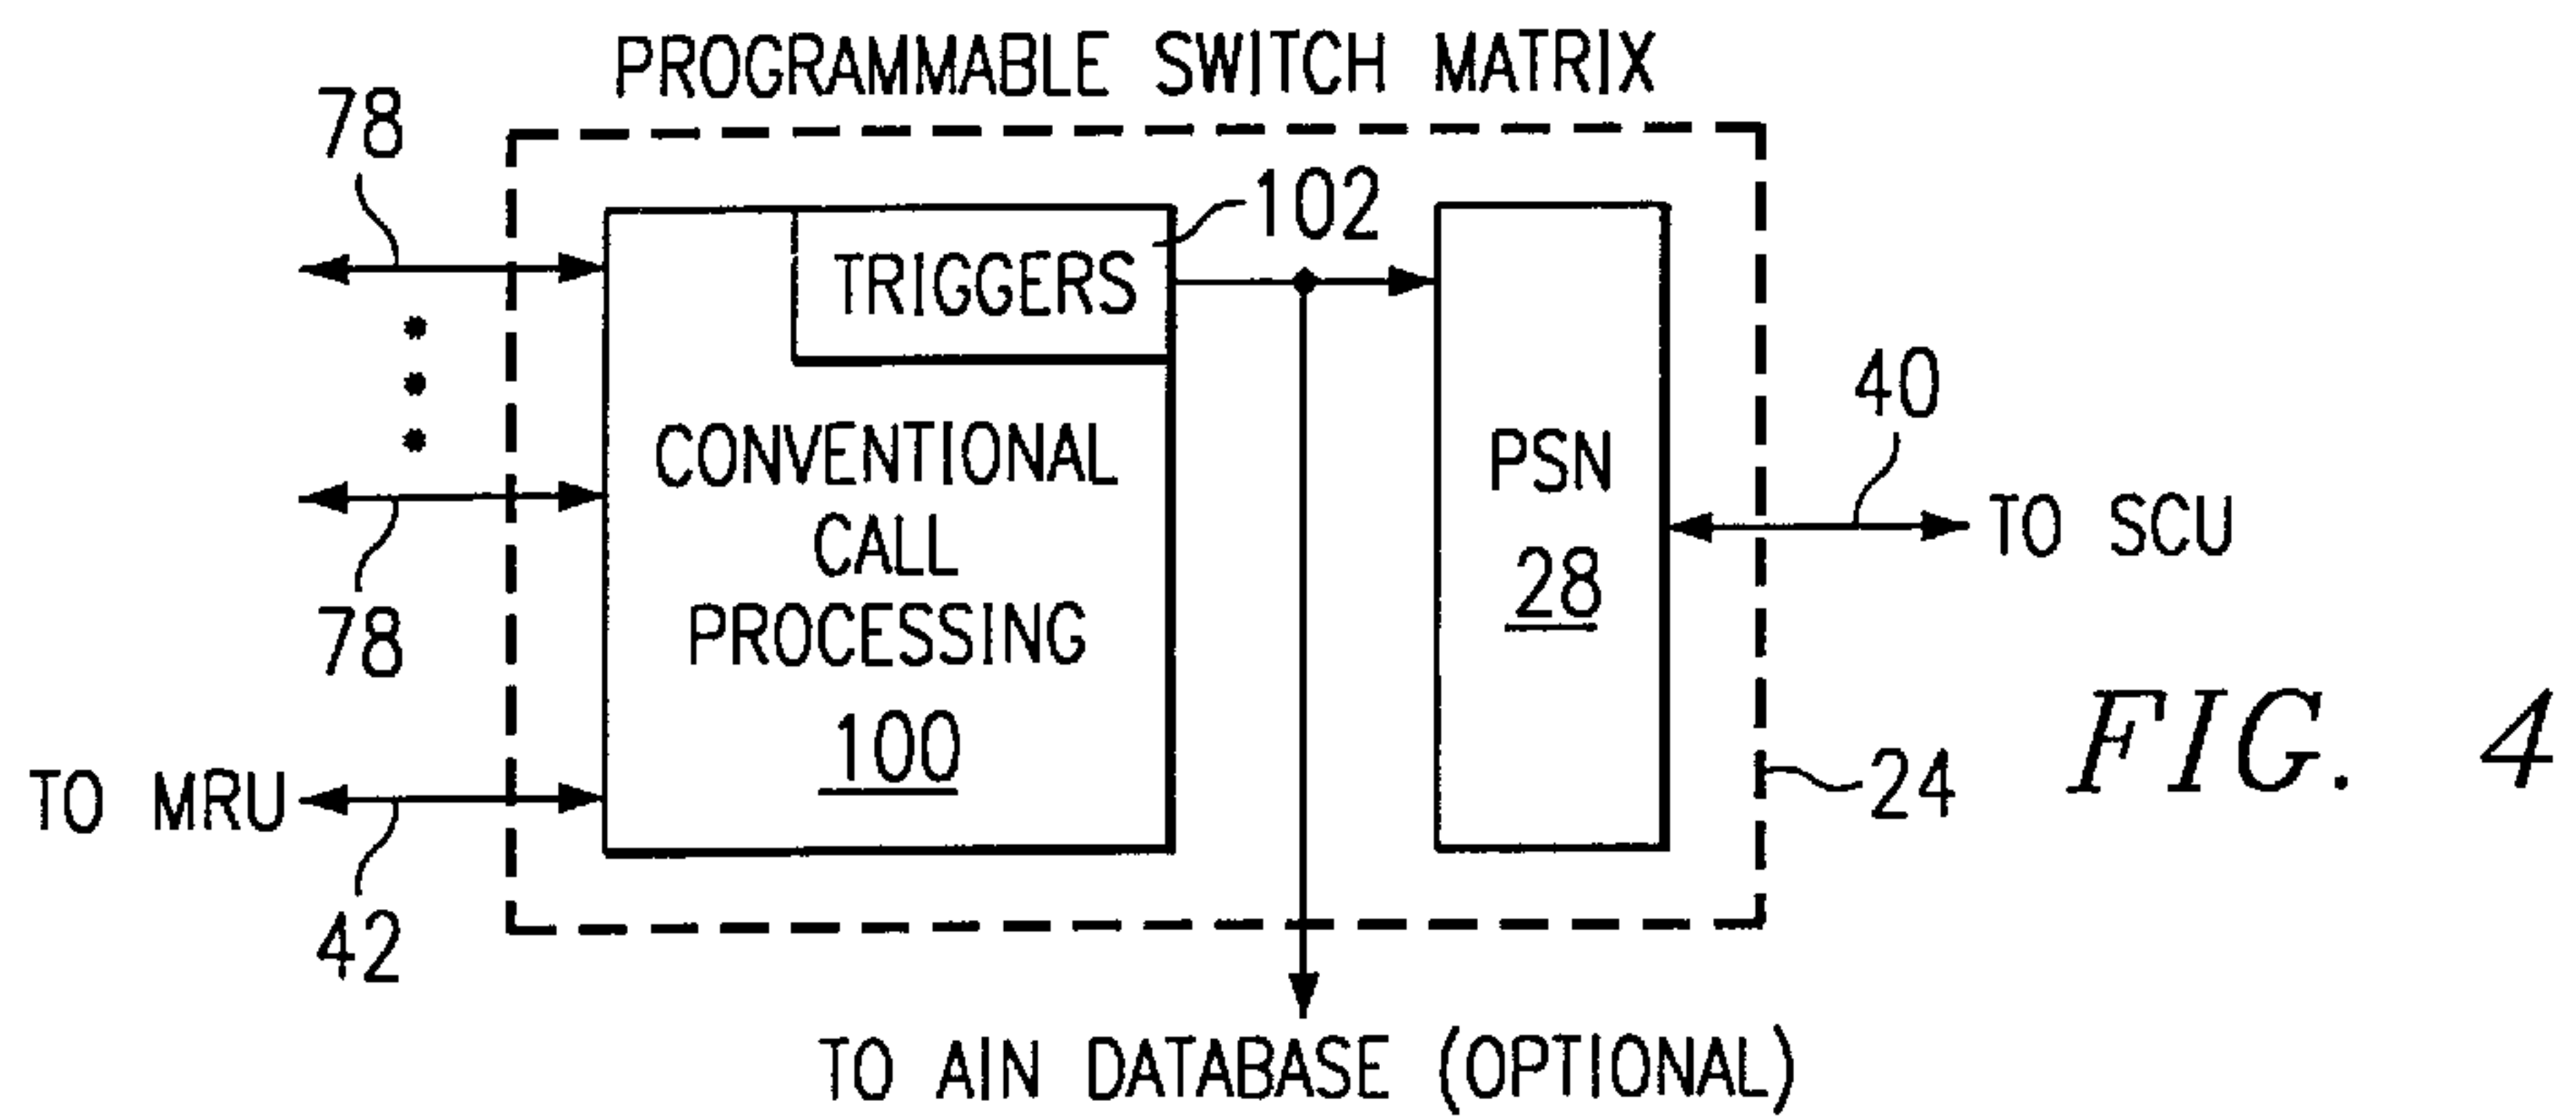 PROGRAMMABLE SWITCH MATRIX
78
102
TRIGGERS
CONVENTIONAL
CALL
PROCESSING
100
PSN
28
40
TO SCU
78
TO MRU
42
24
FIG. 4
TO AIN DATABASE (OPTIONAL)